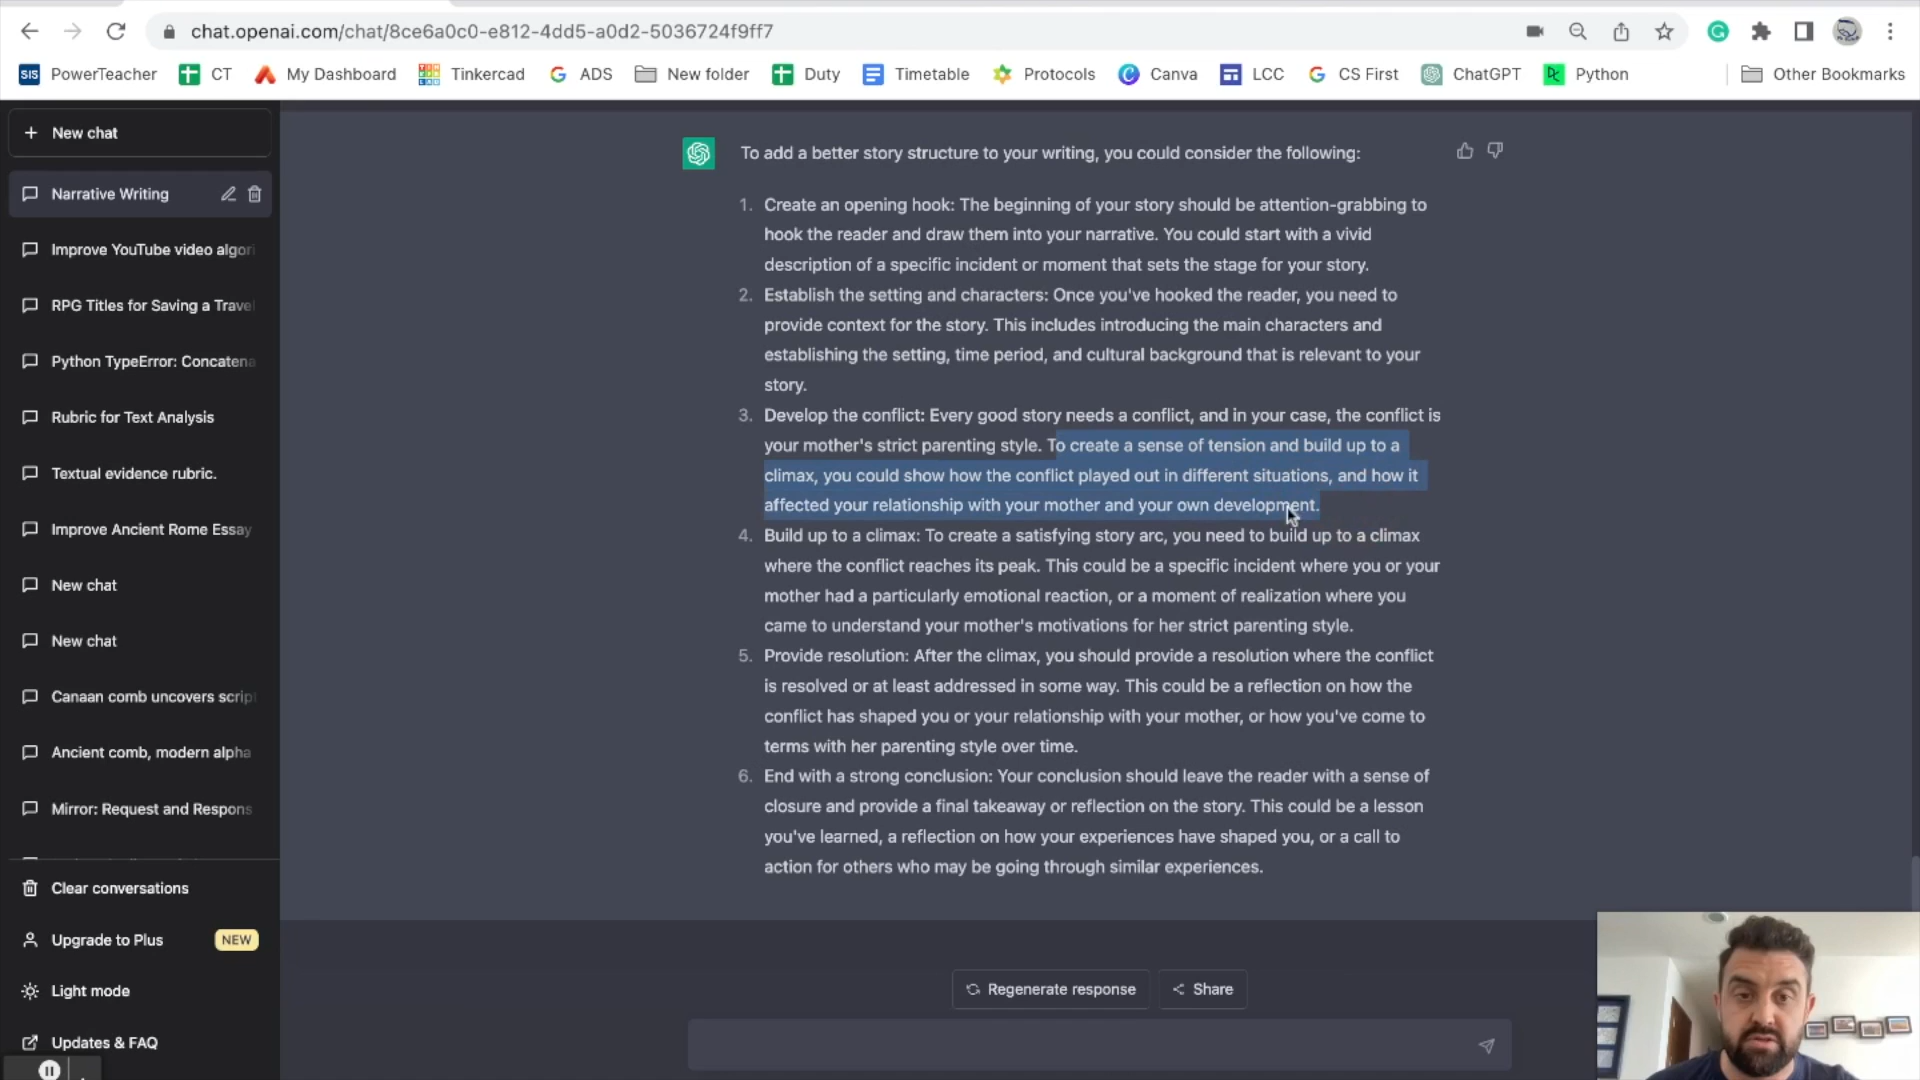 chat.openai.com/chat/8ce6a0c0-e812-4dd5-a0d2-5036724f9ff7
SIS PowerTeacher CT My Dashboard Tinkercad ADS New folder Duty Timetable Protocols Canva LCC CS First ChatGPT Python Other Bookmarks
New chat
Narrative Writing
Improve YouTube video algori
RPG Titles for Saving a Trave
Python TypeError: Concatena
Rubric for Text Analysis
Textual evidence rubric.
Improve Ancient Rome Essay
New chat
New chat
Canaan comb uncovers scrip
Ancient comb, modern alpha
Mirror: Request and Respons
Clear conversations
Upgrade to Plus NEW
Light mode
Updates & FAQ
To add a better story structure to your writing, you could consider the following:
1. Create an opening hook: The beginning of your story should be attention-grabbing to
hook the reader and draw them into your narrative. You could start with a vivid
description of a specific incident or moment that sets the stage for your story.
2. Establish the setting and characters: Once you've hooked the reader, you need to
provide context for the story. This includes introducing the main characters and
establishing the setting, time period, and cultural background that is relevant to your
story.
3. Develop the conflict: Every good story needs a conflict, and in your case, the conflict is
your mother's strict parenting style. To create a sense of tension and build up to a
climax, you could show how the conflict played out in different situations, and how it
affected your relationship with your mother and your own development.
4. Build up to a climax: To create a satisfying story arc, you need to build up to a climax
where the conflict reaches its peak. This could be a specific incident where you or your
mother had a particularly emotional reaction, or a moment of realization where you
came to understand your mother's motivations for her strict parenting style.
5. Provide resolution: After the climax, you should provide a resolution where the conflict
is resolved or at least addressed in some way. This could be a reflection on how the
conflict has shaped you or your relationship with your mother, or how you've come to
terms with her parenting style over time.
6. End with a strong conclusion: Your conclusion should leave the reader with a sense of
closure and provide a final takeaway or reflection on the story. This could be a lesson
you've learned, a reflection on how your experiences have shaped you, or a call to
action for others who may be going through similar experiences.
Regenerate response Share